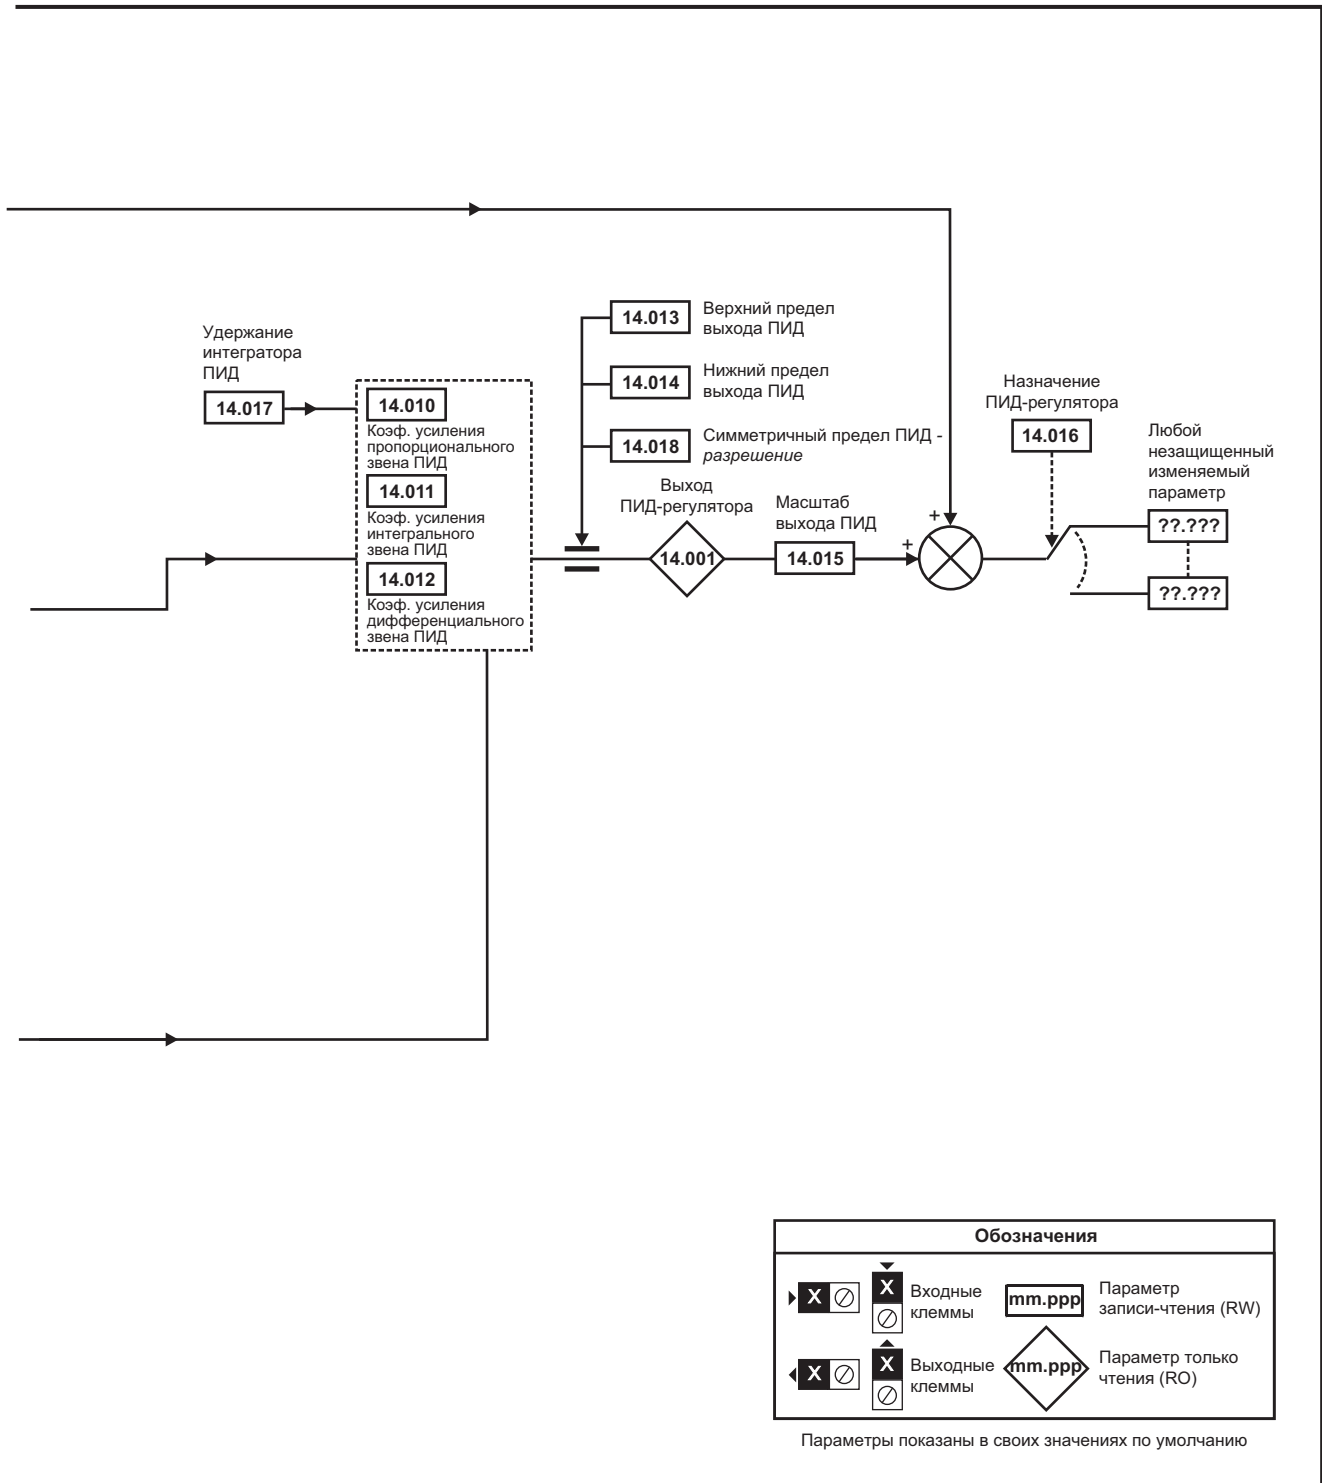 Удержание
интегратора
ПИД
14.017
14.010
Коэф. усиления
пропорционального
звена ПИД
14.011
Коэф. усиления
интегрального
звена ПИД
14.012
Коэф. усиления
дифференциального
звена ПИД
14.013
Верхний предел
выхода ПИД
14.014
Нижний предел
выхода ПИД
14.018
Симметричный предел ПИД -
разрешение
Выход
ПИД-регулятора
14.001
Масштаб
выхода ПИД
14.015
+
+
Назначение
ПИД-регулятора
14.016
Любой
незащищенный
изменяемый
параметр
??.???
??.???
Обозначения
X
X
Входные
клеммы
mm.ppp
Параметр
записи-чтения (RW)
X
X
Выходные
клеммы
mm.ppp
Параметр только
чтения (RO)
Параметры показаны в своих значениях по умолчанию